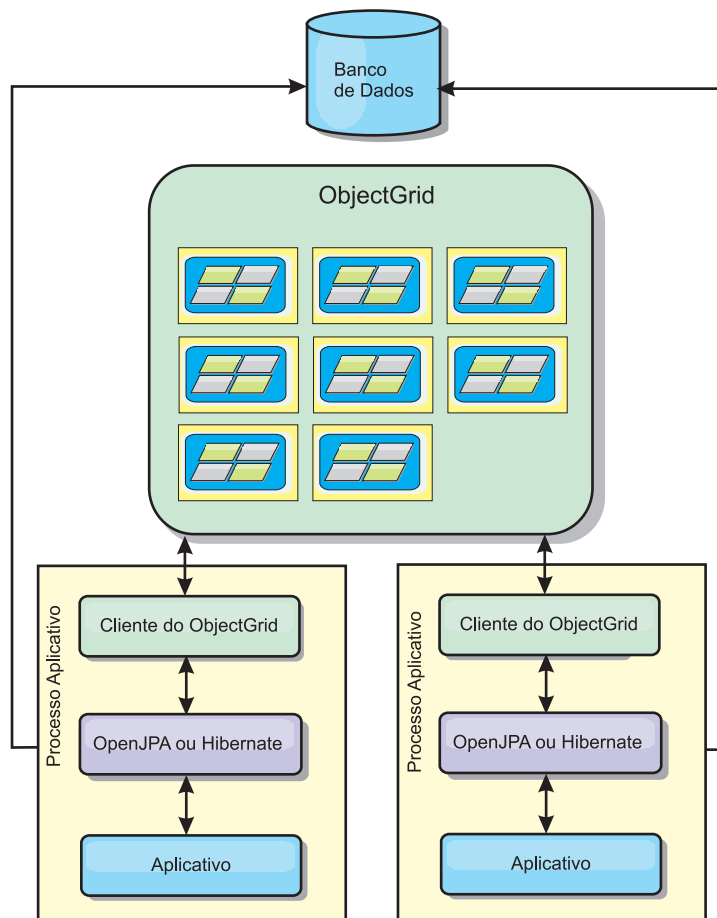 Banco
de Dados
ObjectGrid
Processo Aplicativo
Cliente do ObjectGrid
OpenJPA ou Hibernate
Aplicativo
Processo Aplicativo
Cliente do ObjectGrid
OpenJPA ou Hibernate
Aplicativo